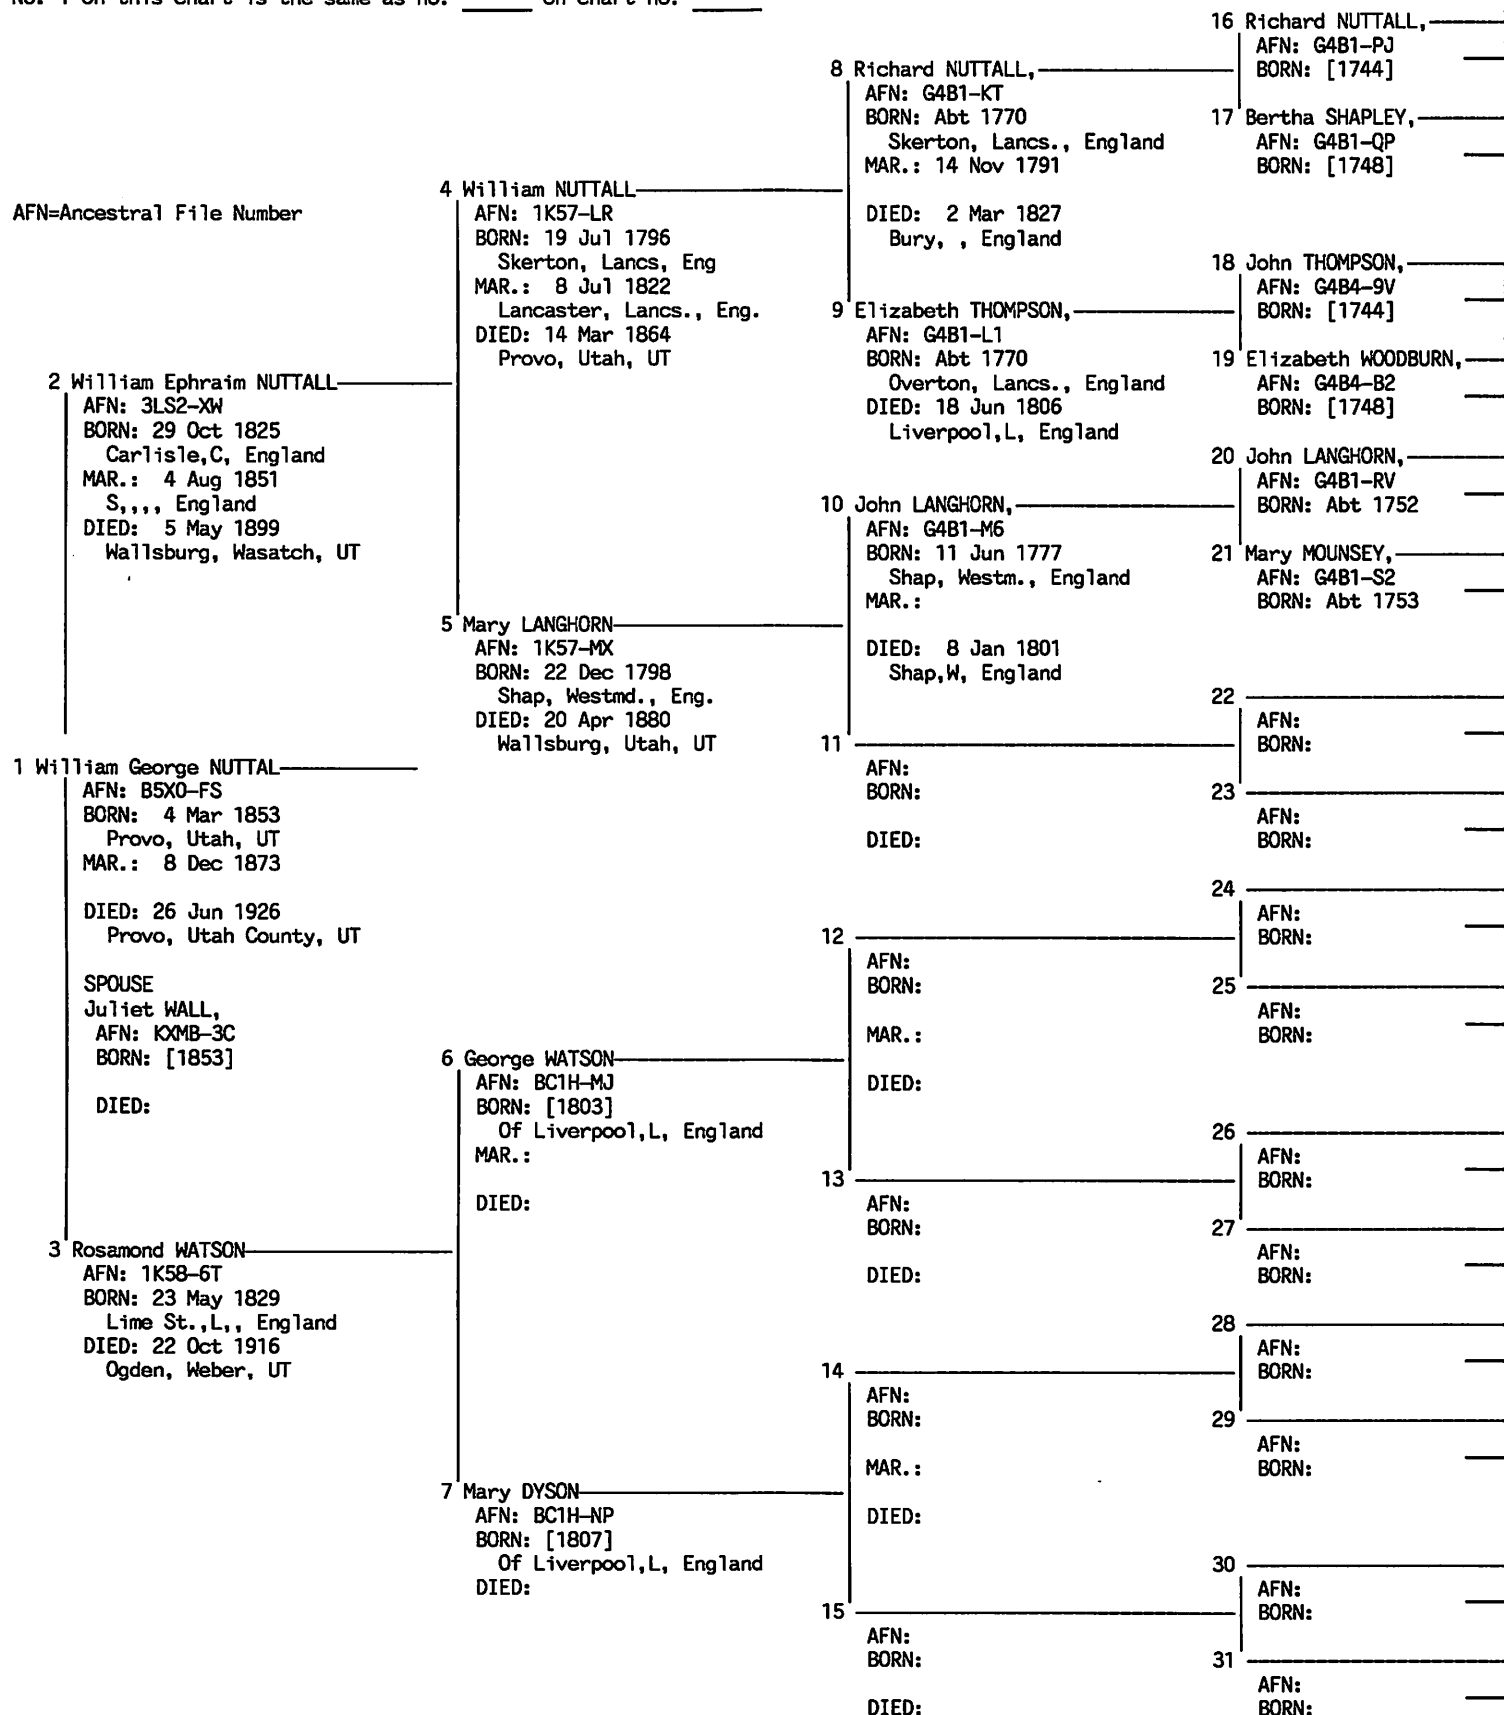 No. 1 on this chart is the same as no. ______ on chart no. ______
16 Richard NUTTALL,
AFN: G4B1-PJ
BORN: [1744]
8 Richard NUTTALL,
AFN: G4B1-KT
BORN: Abt 1770
Skerton, Lancs., England
MAR.: 14 Nov 1791
DIED: 2 Mar 1827
Bury, , England
17 Bertha SHAPLEY,
AFN: G4B1-QP
BORN: [1748]
4 William NUTTALL
AFN: 1K57-LR
BORN: 19 Jul 1796
Skerton, Lancs, Eng
MAR.: 8 Jul 1822
Lancaster, Lancs., Eng.
DIED: 14 Mar 1864
Provo, Utah, UT
AFN=Ancestral File Number
18 John THOMPSON,
AFN: G4B4-9V
BORN: [1744]
9 Elizabeth THOMPSON,
AFN: G4B1-L1
BORN: Abt 1770
Overton, Lancs., England
DIED: 18 Jun 1806
Liverpool,L, England
19 Elizabeth WOODBURN,
AFN: G4B4-B2
BORN: [1748]
2 William Ephraim NUTTALL
AFN: 3LS2-XW
BORN: 29 Oct 1825
Carlisle,C, England
MAR.: 4 Aug 1851
S,,,, England
DIED: 5 May 1899
Wallsburg, Wasatch, UT
20 John LANGHORN,
AFN: G4B1-RV
BORN: Abt 1752
10 John LANGHORN,
AFN: G4B1-M6
BORN: 11 Jun 1777
Shap, Westm., England
MAR.:
DIED: 8 Jan 1801
Shap,W, England
21 Mary MOUNSEY,
AFN: G4B1-S2
BORN: Abt 1753
5 Mary LANGHORN
AFN: 1K57-MX
BORN: 22 Dec 1798
Shap, Westmd., Eng.
DIED: 20 Apr 1880
Wallsburg, Utah, UT
22
AFN:
BORN:
11
AFN:
BORN:
DIED:
23
AFN:
BORN:
1 William George NUTTAL
AFN: B5X0-FS
BORN: 4 Mar 1853
Provo, Utah, UT
MAR.: 8 Dec 1873
DIED: 26 Jun 1926
Provo, Utah County, UT
SPOUSE
Juliet WALL,
AFN: KXMB-3C
BORN: [1853]
DIED:
24
AFN:
BORN:
12
AFN:
BORN:
MAR.:
DIED:
25
AFN:
BORN:
6 George WATSON
AFN: BC1H-MJ
BORN: [1803]
Of Liverpool,L, England
MAR.:
DIED:
26
AFN:
BORN:
13
AFN:
BORN:
DIED:
27
AFN:
BORN:
3 Rosamond WATSON
AFN: 1K58-6T
BORN: 23 May 1829
Lime St.,L,, England
DIED: 22 Oct 1916
Ogden, Weber, UT
28
AFN:
BORN:
14
AFN:
BORN:
MAR.:
DIED:
29
AFN:
BORN:
7 Mary DYSON
AFN: BC1H-NP
BORN: [1807]
Of Liverpool,L, England
DIED:
30
AFN:
BORN:
15
AFN:
BORN:
DIED:
31
AFN:
BORN: